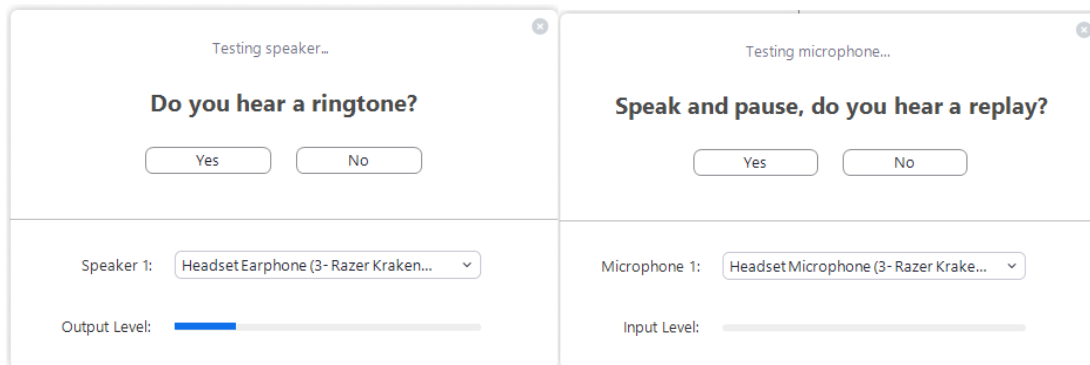 Testing speaker...
Do you hear a ringtone?
Yes No
Speaker 1: Headset Earphone (3- Razer Kraken...
Output Level:
Testing microphone...
Speak and pause, do you hear a replay?
Yes No
Microphone 1: Headset Microphone (3- Razer Krake...
Input Level: